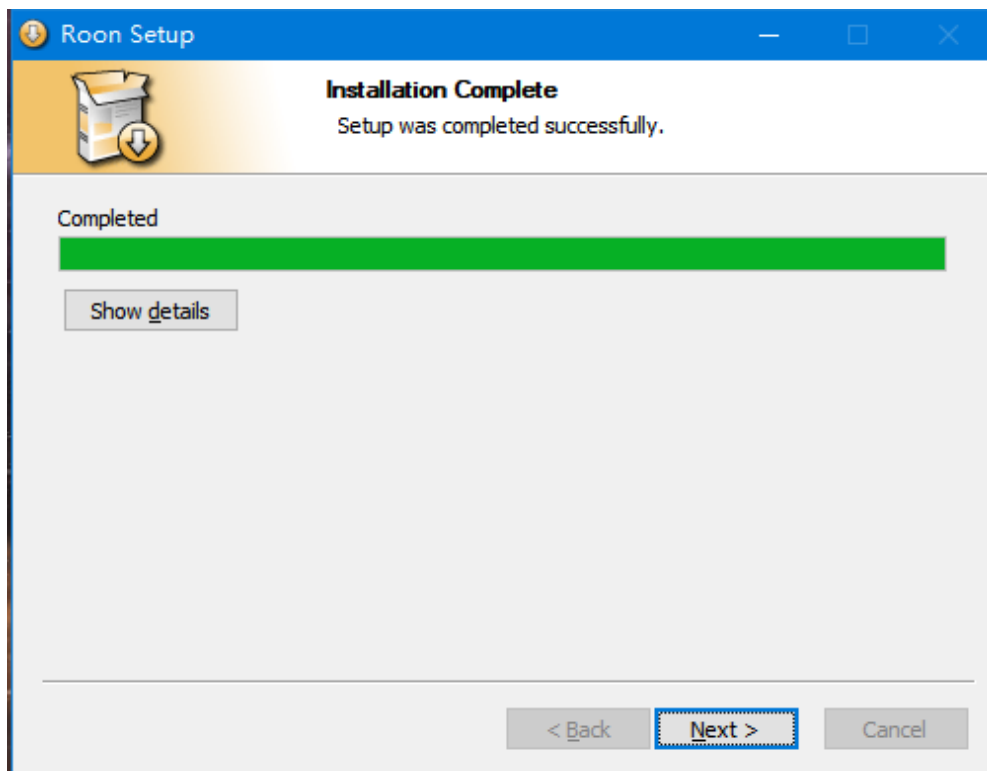 Roon Setup
Installation Complete
Setup was completed successfully.
Completed
Show details
< Back
Next >
Cancel